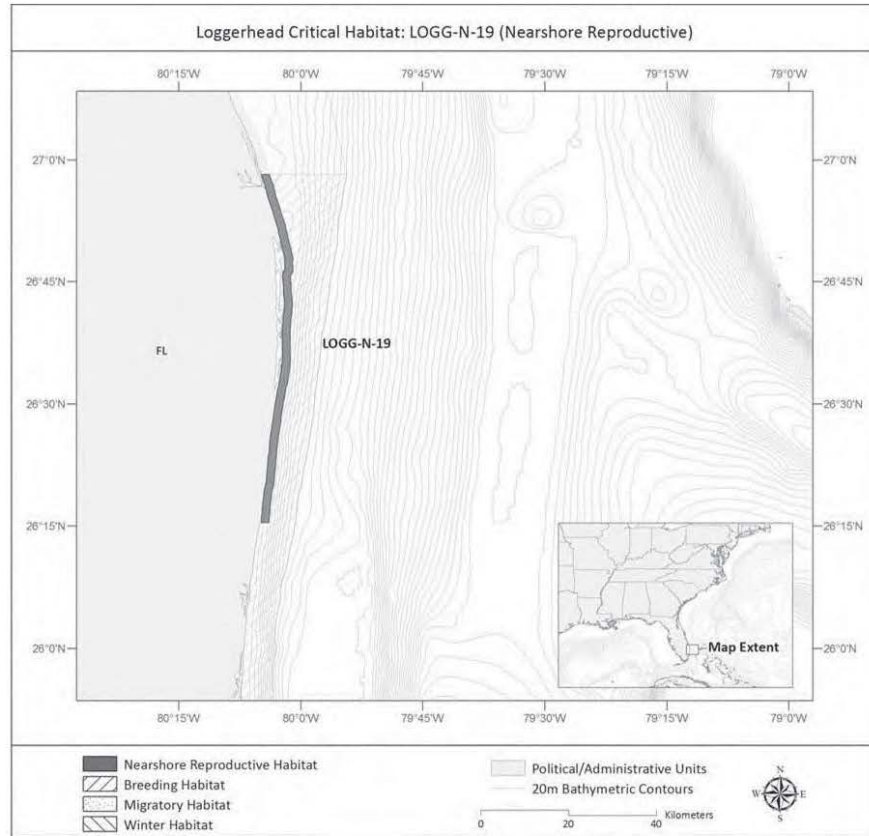 Loggerhead Critical Habitat: LOGG-N-19 (Nearshore Reproductive)
80°15'W 80°0'W 79°45'W 79°30'W 79°15'W 79°0'W
27°0'N 27°0'N
26°45'N 26°45'N
LOGG-N-19
FL
26°30'N 26°30'N
26°15'N 26°15'N
26°0'N 26°0'N
Map Extent
80°15'W 80°0'W 79°45'W 79°30'W 79°15'W 79°0'W
Nearshore Reproductive Habitat
Breeding Habitat
Migratory Habitat
Winter Habitat
Political/Administrative Units
20m Bathymetric Contours
Kilometers
0 20 40
N
W E
S